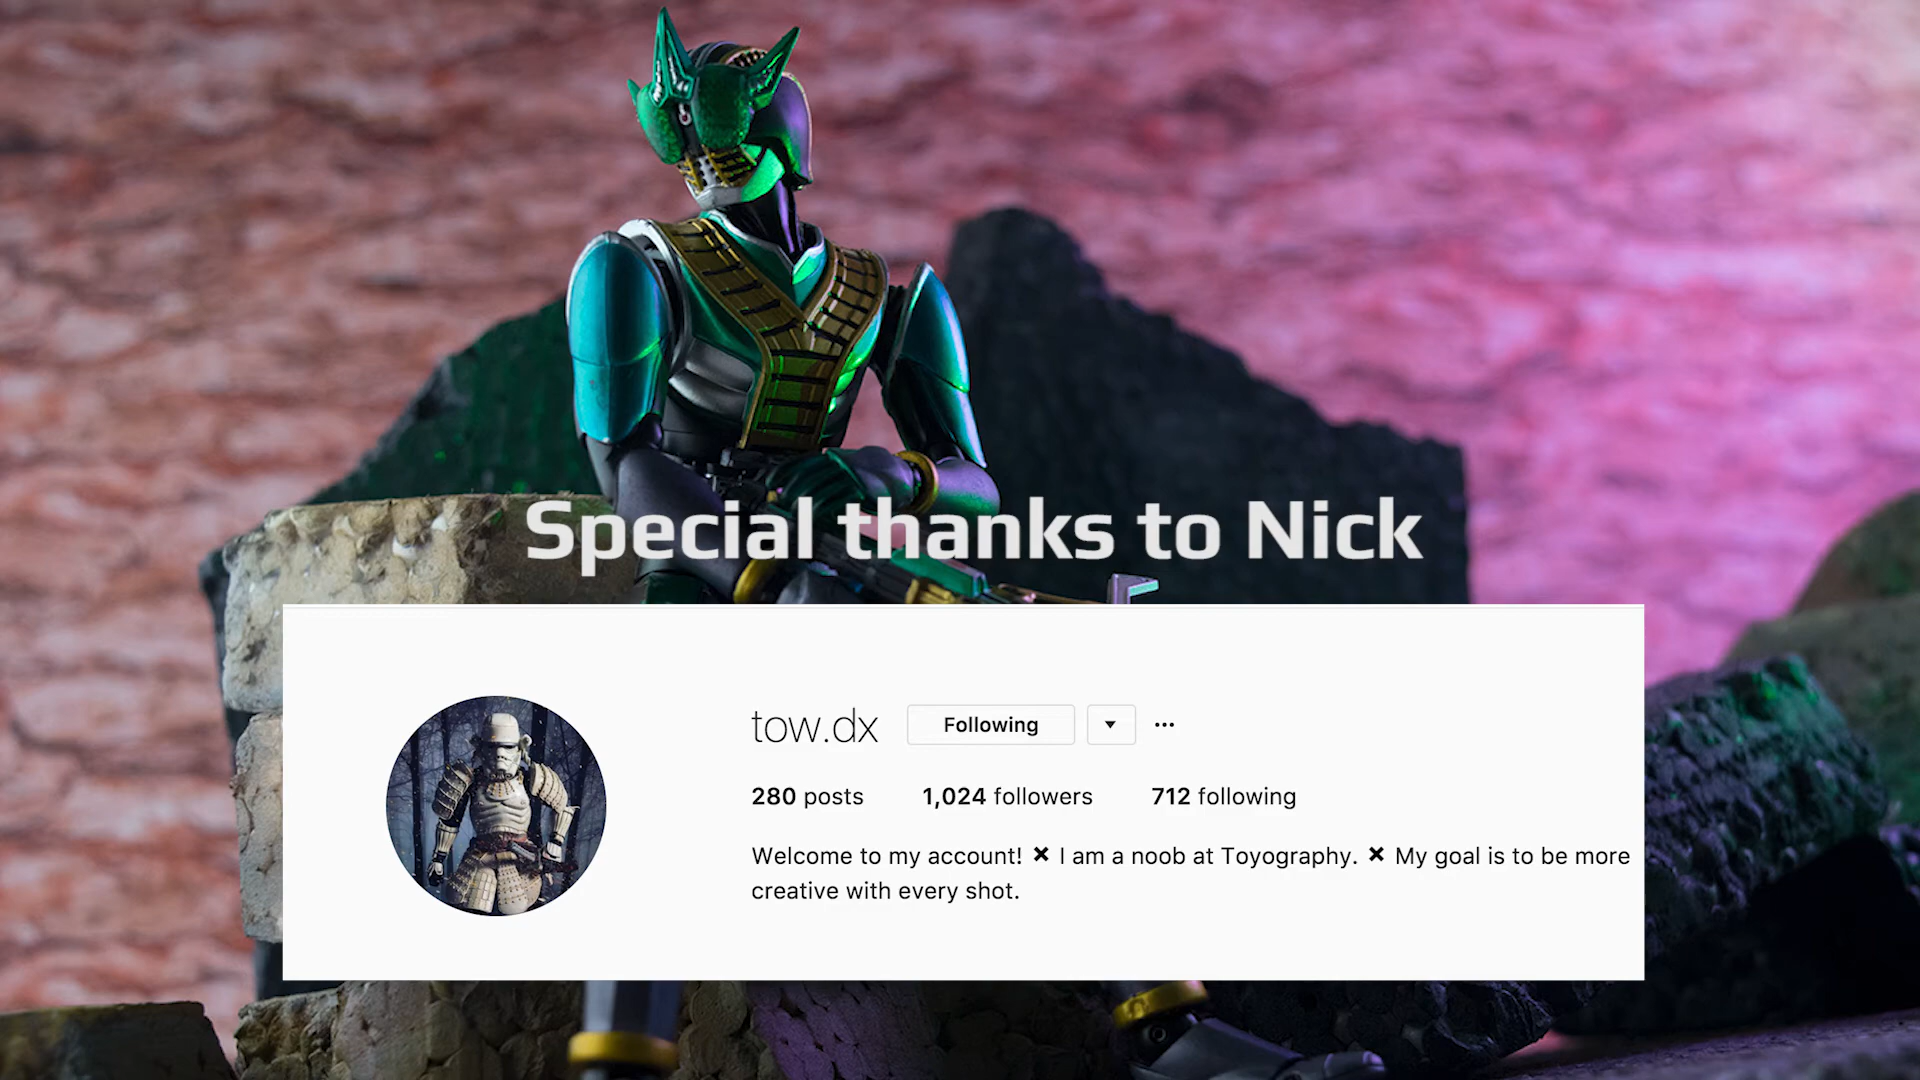 Special thanks to Nick
tow.dx Following ▼ ···
280 posts 1,024 followers 712 following
Welcome to my account! ✖ I am a noob at Toyography. ✖ My goal is to be more
creative with every shot.